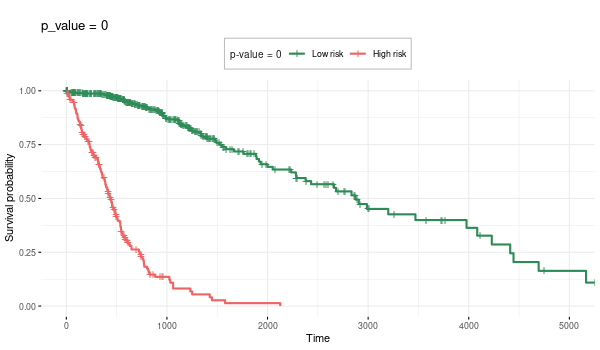 p_value = 0
p-value = 0 Low risk High risk
1.00
0.75
0.50
0.25
0.00
Survival probability
0 1000 2000 3000 4000 5000
Time